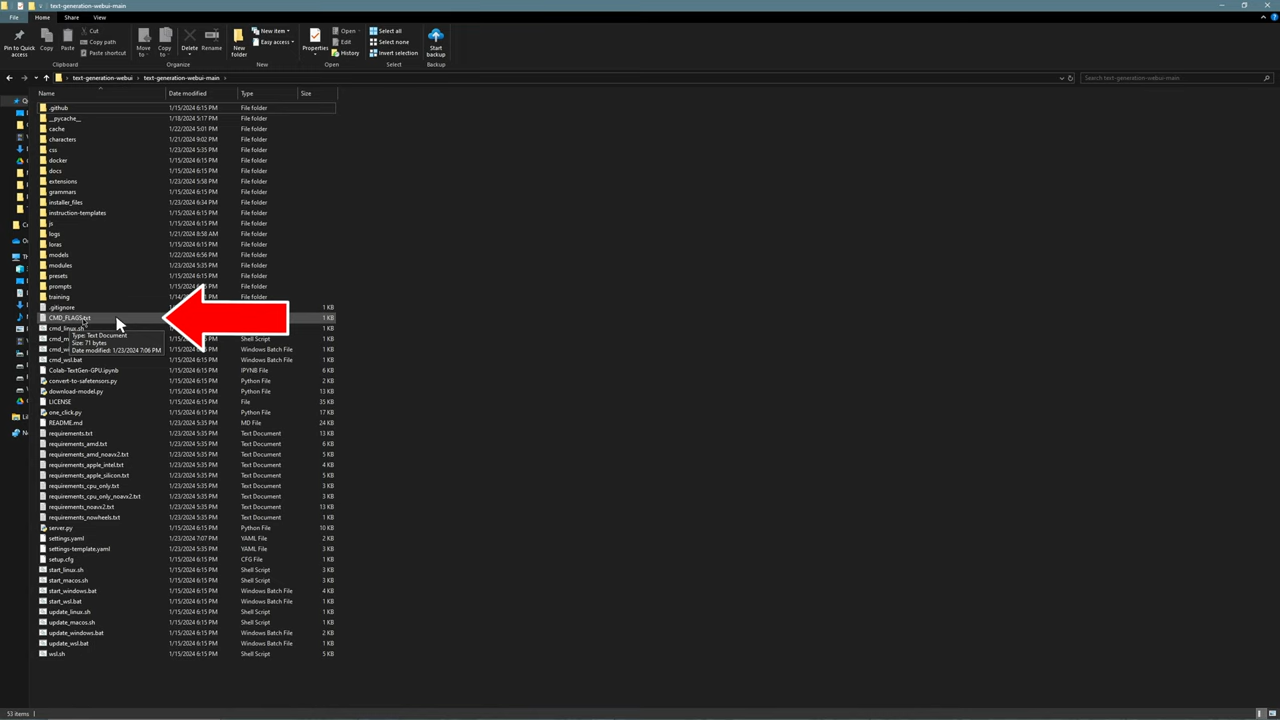 text-generation-webui-main
File Home Share View
Pin to Quick access
Copy
Paste
Cut
Copy path
Paste shortcut
Clipboard
Move to
Copy to
Delete
Rename
Organize
New folder
New item
Easy access
New
Properties
Open
Edit
History
Open
Select all
Select none
Invert selection
Select
Start backup
Backup
text-generation-webui text-generation-webui-main
Search text-generation-webui-main
Name Date modified Type Size
.github 1/15/2024 6:15 PM File folder
__pycache__ 1/18/2024 5:17 PM File folder
cache 1/22/2024 5:01 PM File folder
characters 1/21/2024 9:02 PM File folder
css 1/23/2024 5:35 PM File folder
docker 1/15/2024 6:15 PM File folder
docs 1/15/2024 6:15 PM File folder
extensions 1/23/2024 5:58 PM File folder
grammars 1/15/2024 6:15 PM File folder
installer_files 1/23/2024 6:34 PM File folder
instruction-templates 1/15/2024 6:15 PM File folder
js 1/15/2024 6:15 PM File folder
logs 1/21/2024 8:58 AM File folder
loras 1/15/2024 6:15 PM File folder
models 1/22/2024 6:56 PM File folder
modules 1/23/2024 5:35 PM File folder
presets 1/15/2024 6:15 PM File folder
prompts 1/15/2024 PM File folder
training PM File folder
.gitignore 1 KB
CMD_FLAGS.txt 1 KB
cmd_linux.sh 1 KB
Type: Text Document
Size: 71 bytes
Date modified: 1/23/2024 7:06 PM
Shell Script 1 KB
Windows Batch File 1 KB
cmd_wsl.bat 1/15/2024 6:15 PM Windows Batch File 1 KB
Colab-TextGen-GPU.ipynb 1/15/2024 6:15 PM IPYNB File 6 KB
convert-to-safetensors.py 1/15/2024 6:15 PM Python File 2 KB
download-model.py 1/15/2024 6:15 PM Python File 13 KB
LICENSE 1/15/2024 6:15 PM File 35 KB
one_click.py 1/15/2024 6:15 PM Python File 17 KB
README.md 1/23/2024 5:35 PM MD File 24 KB
requirements.txt 1/23/2024 5:35 PM Text Document 13 KB
requirements_amd.txt 1/23/2024 5:35 PM Text Document 6 KB
requirements_amd_noavx2.txt 1/23/2024 5:35 PM Text Document 5 KB
requirements_apple_intel.txt 1/23/2024 5:35 PM Text Document 4 KB
requirements_apple_silicon.txt 1/23/2024 5:35 PM Text Document 5 KB
requirements_cpu_only.txt 1/23/2024 5:35 PM Text Document 3 KB
requirements_cpu_only_noavx2.txt 1/23/2024 5:35 PM Text Document 3 KB
requirements_noavx2.txt 1/23/2024 5:35 PM Text Document 13 KB
requirements_nowheels.txt 1/23/2024 5:35 PM Text Document 1 KB
server.py 1/15/2024 6:15 PM Python File 10 KB
settings.yaml 1/23/2024 7:07 PM YAML File 2 KB
settings-template.yaml 1/23/2024 5:35 PM YAML File 3 KB
setup.cfg 1/15/2024 6:15 PM CFG File 1 KB
start_linux.sh 1/15/2024 6:15 PM Shell Script 3 KB
start_macos.sh 1/15/2024 6:15 PM Shell Script 3 KB
start_windows.bat 1/15/2024 6:15 PM Windows Batch File 4 KB
start_wsl.bat 1/15/2024 6:15 PM Windows Batch File 1 KB
update_linux.sh 1/15/2024 6:15 PM Shell Script 1 KB
update_macos.sh 1/15/2024 6:15 PM Shell Script 1 KB
update_windows.bat 1/15/2024 6:15 PM Windows Batch File 2 KB
update_wsl.bat 1/15/2024 6:15 PM Windows Batch File 1 KB
wsl.sh 1/15/2024 6:15 PM Shell Script 5 KB
53 items